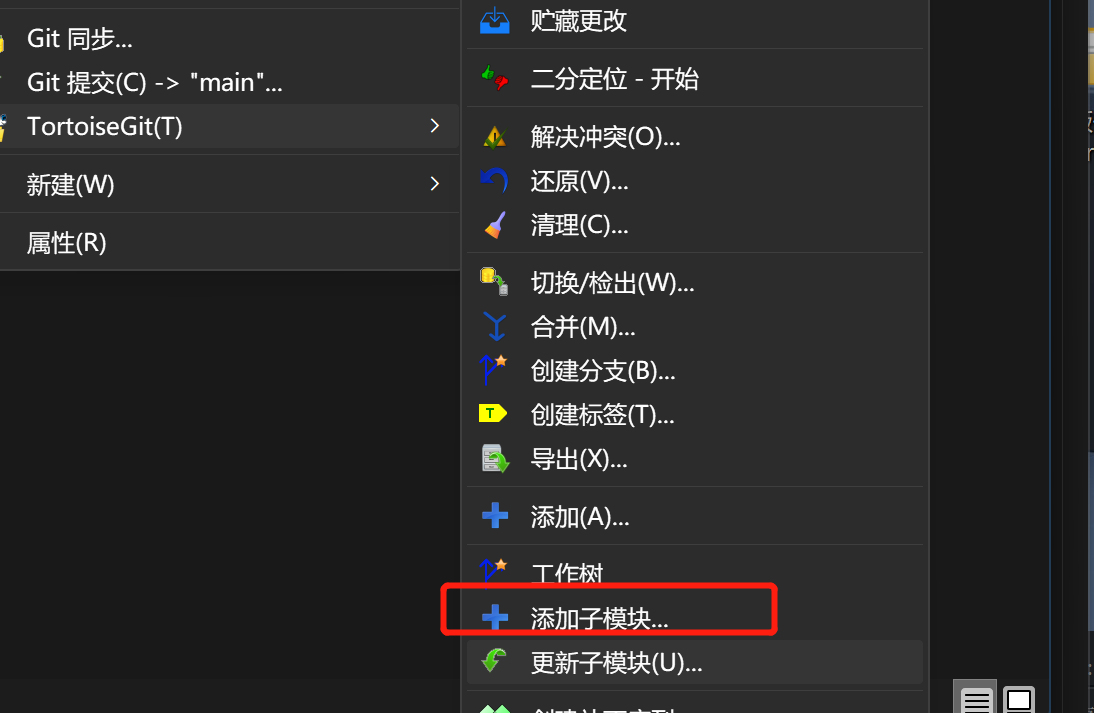 Git 同步...
Git 提交(C) -> "main"...
TortoiseGit(T)
新建(W)
属性(R)
贮藏更改
二分定位 - 开始
解决冲突(O)...
还原(V)...
清理(C)...
切换/检出(W)...
合并(M)...
创建分支(B)...
创建标签(T)...
导出(X)...
添加(A)...
工作树
添加子模块...
更新子模块(U)...